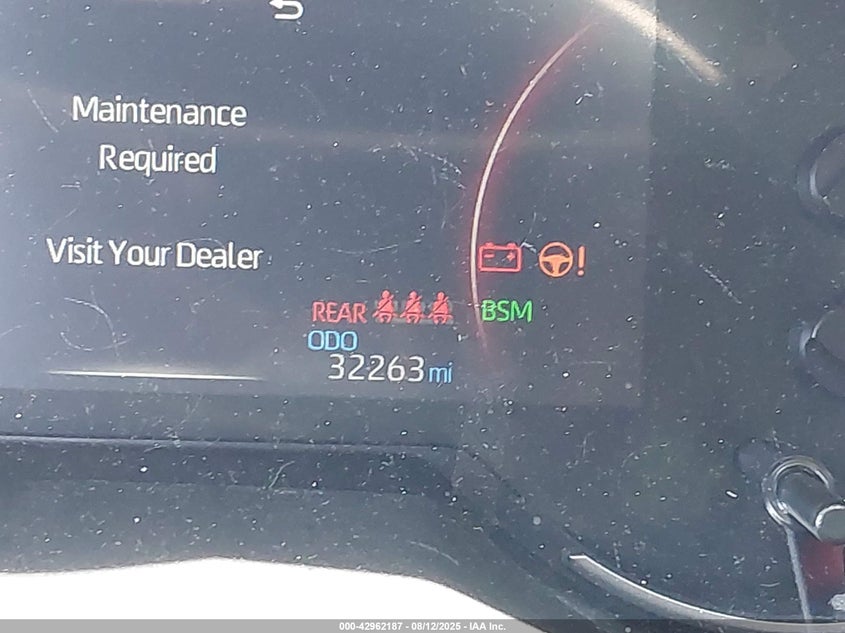 Maintenance
Required
Visit Your Dealer
REAR
BSM
ODO
32263 mi
000-42962187 - 08/12/2025 - IAA Inc.